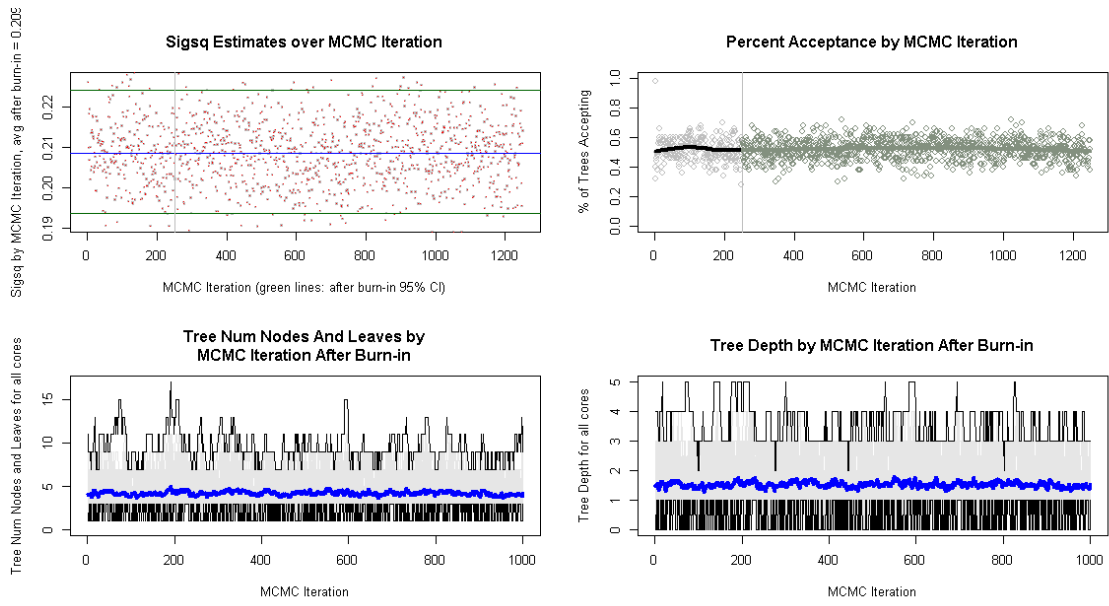 Sigsq Estimates over MCMC Iteration
Sigsq by MCMC Iteration, avg after burn-in = 0.209
0.22
0.21
0.20
0.19
0 200 400 600 800 1000 1200
MCMC Iteration (green lines: after burn-in 95% CI)
Percent Acceptance by MCMC Iteration
% of Trees Accepting
1.0
0.8
0.6
0.4
0.2
0.0
0 200 400 600 800 1000 1200
MCMC Iteration
Tree Num Nodes And Leaves by
MCMC Iteration After Burn-in
Tree Num Nodes and Leaves for all cores
15
10
5
0
0 200 400 600 800 1000
MCMC Iteration
Tree Depth by MCMC Iteration After Burn-in
Tree Depth for all cores
5
4
3
2
1
0
0 200 400 600 800 1000
MCMC Iteration